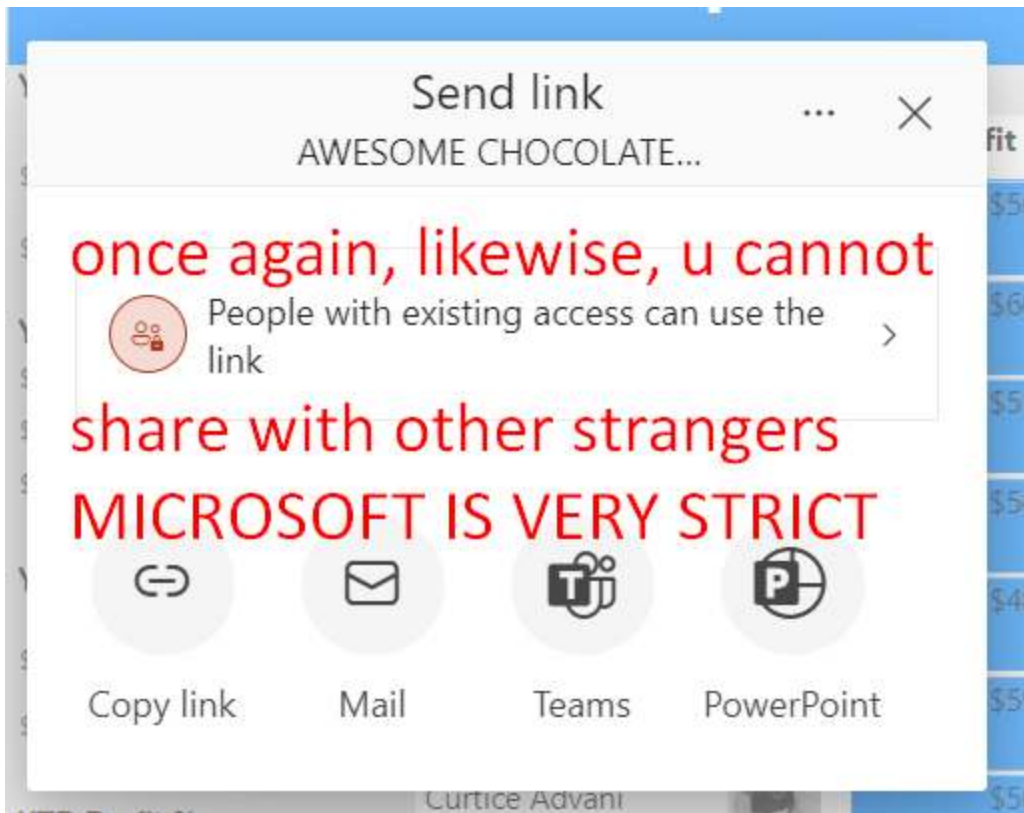 Send link
...
AWESOME CHOCOLATE...
fit
once again, likewise, u cannot
People with existing access can use the
link
share with other strangers
MICROSOFT IS VERY STRICT
Copy link
Mail
Teams
PowerPoint
Curtice Advani